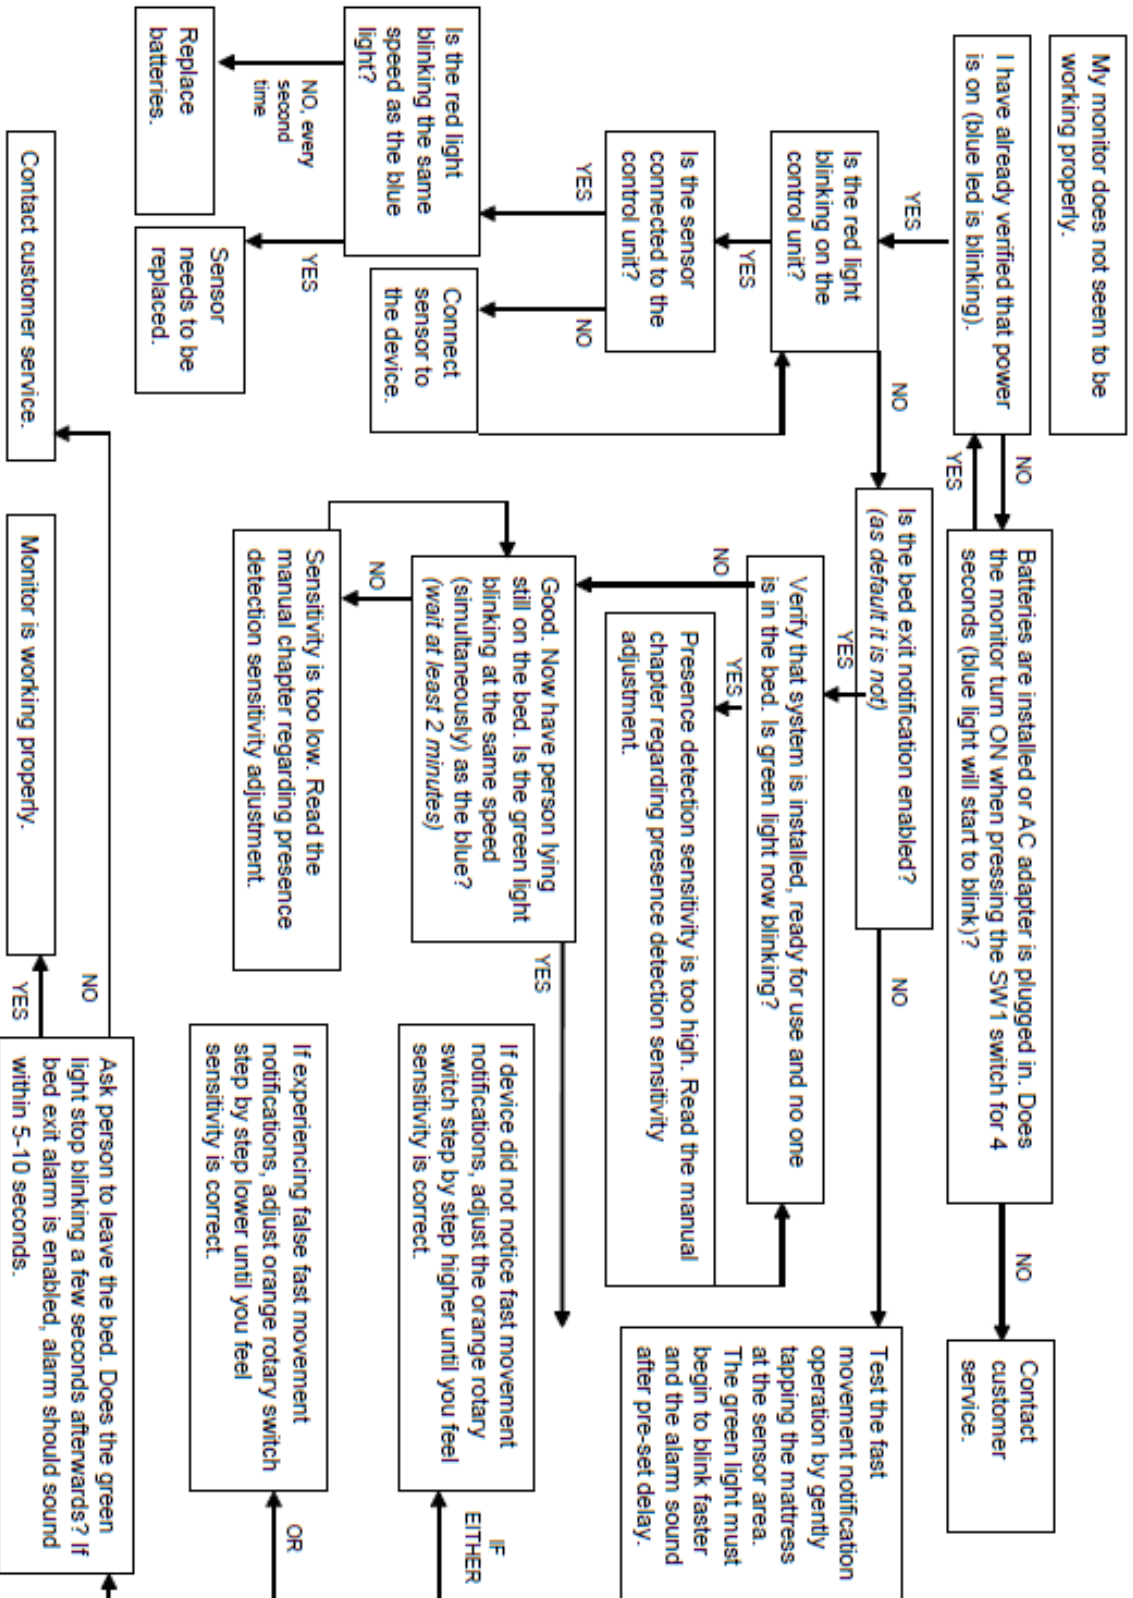 My monitor does not seem to be
working properly.
I have already verified that power
is on (blue led is blinking).
NO
YES
Batteries are installed or AC adapter is plugged in. Does
the monitor turn ON when pressing the SW1 switch for 4
seconds (blue light will start to blink)?
NO
Contact
customer
service.
YES
Is the red light
blinking on the
control unit?
NO
Is the bed exit notification enabled?
(as default it is not)
NO
Test the fast
movement notification
operation by gently
tapping the mattress
at the sensor area.
The green light must
begin to blink faster
and the alarm sound
after pre-set delay.
YES
YES
Is the sensor
connected to the
control unit?
Verify that system is installed, ready for use and no one
is in the bed. Is green light now blinking?
NO
YES
Presence detection sensitivity is too high. Read the manual
chapter regarding presence detection sensitivity
adjustment.
YES
NO
Is the red light
blinking the same
speed as the blue
light?
Connect
sensor to
the device.
Good. Now have person lying
still on the bed. Is the green light
blinking at the same speed
(simultaneously) as the blue?
(wait at least 2 minutes)
YES
If device did not notice fast movement
notifications, adjust the orange rotary
switch step by step higher until you feel
sensitivity is correct.
IF
EITHER
NO, every
second
time
YES
NO
Replace
batteries.
Sensor
needs to be
replaced.
Sensitivity is too low. Read the
manual chapter regarding presence
detection sensitivity adjustment.
If experiencing false fast movement
notifications, adjust orange rotary switch
step by step lower until you feel
sensitivity is correct.
OR
Contact customer service.
Monitor is working properly.
NO
YES
Ask person to leave the bed. Does the green
light stop blinking a few seconds afterwards? If
bed exit alarm is enabled, alarm should sound
within 5-10 seconds.